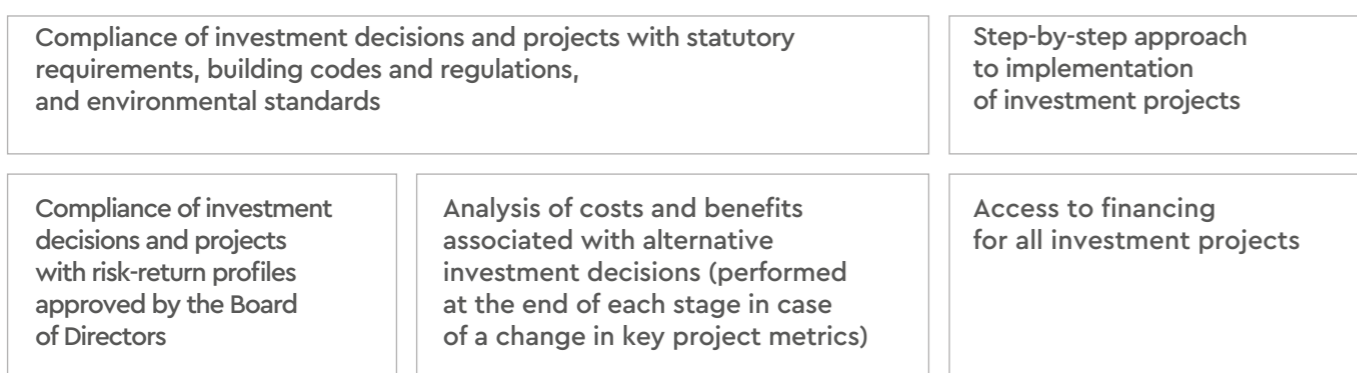 Compliance of investment decisions and projects with statutory
requirements, building codes and regulations,
and environmental standards
Step-by-step approach
to implementation
of investment projects
Compliance of investment
decisions and projects
with risk-return profiles
approved by the Board
of Directors
Analysis of costs and benefits
associated with alternative
investment decisions (performed
at the end of each stage in case
of a change in key project metrics)
Access to financing
for all investment projects